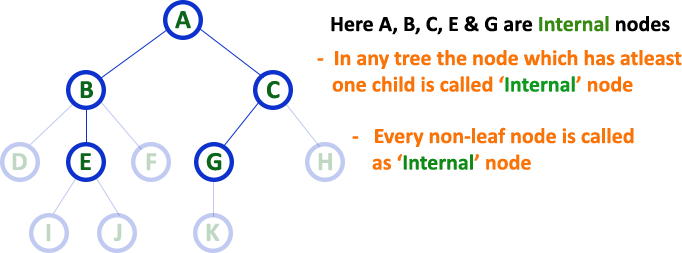 A
Here A, B, C, E & G are Internal nodes
- In any tree the node which has atleast
one child is called ‘Internal’ node
B
C
- Every non-leaf node is called
as ‘Internal’ node
D
E
F
G
H
I
J
K